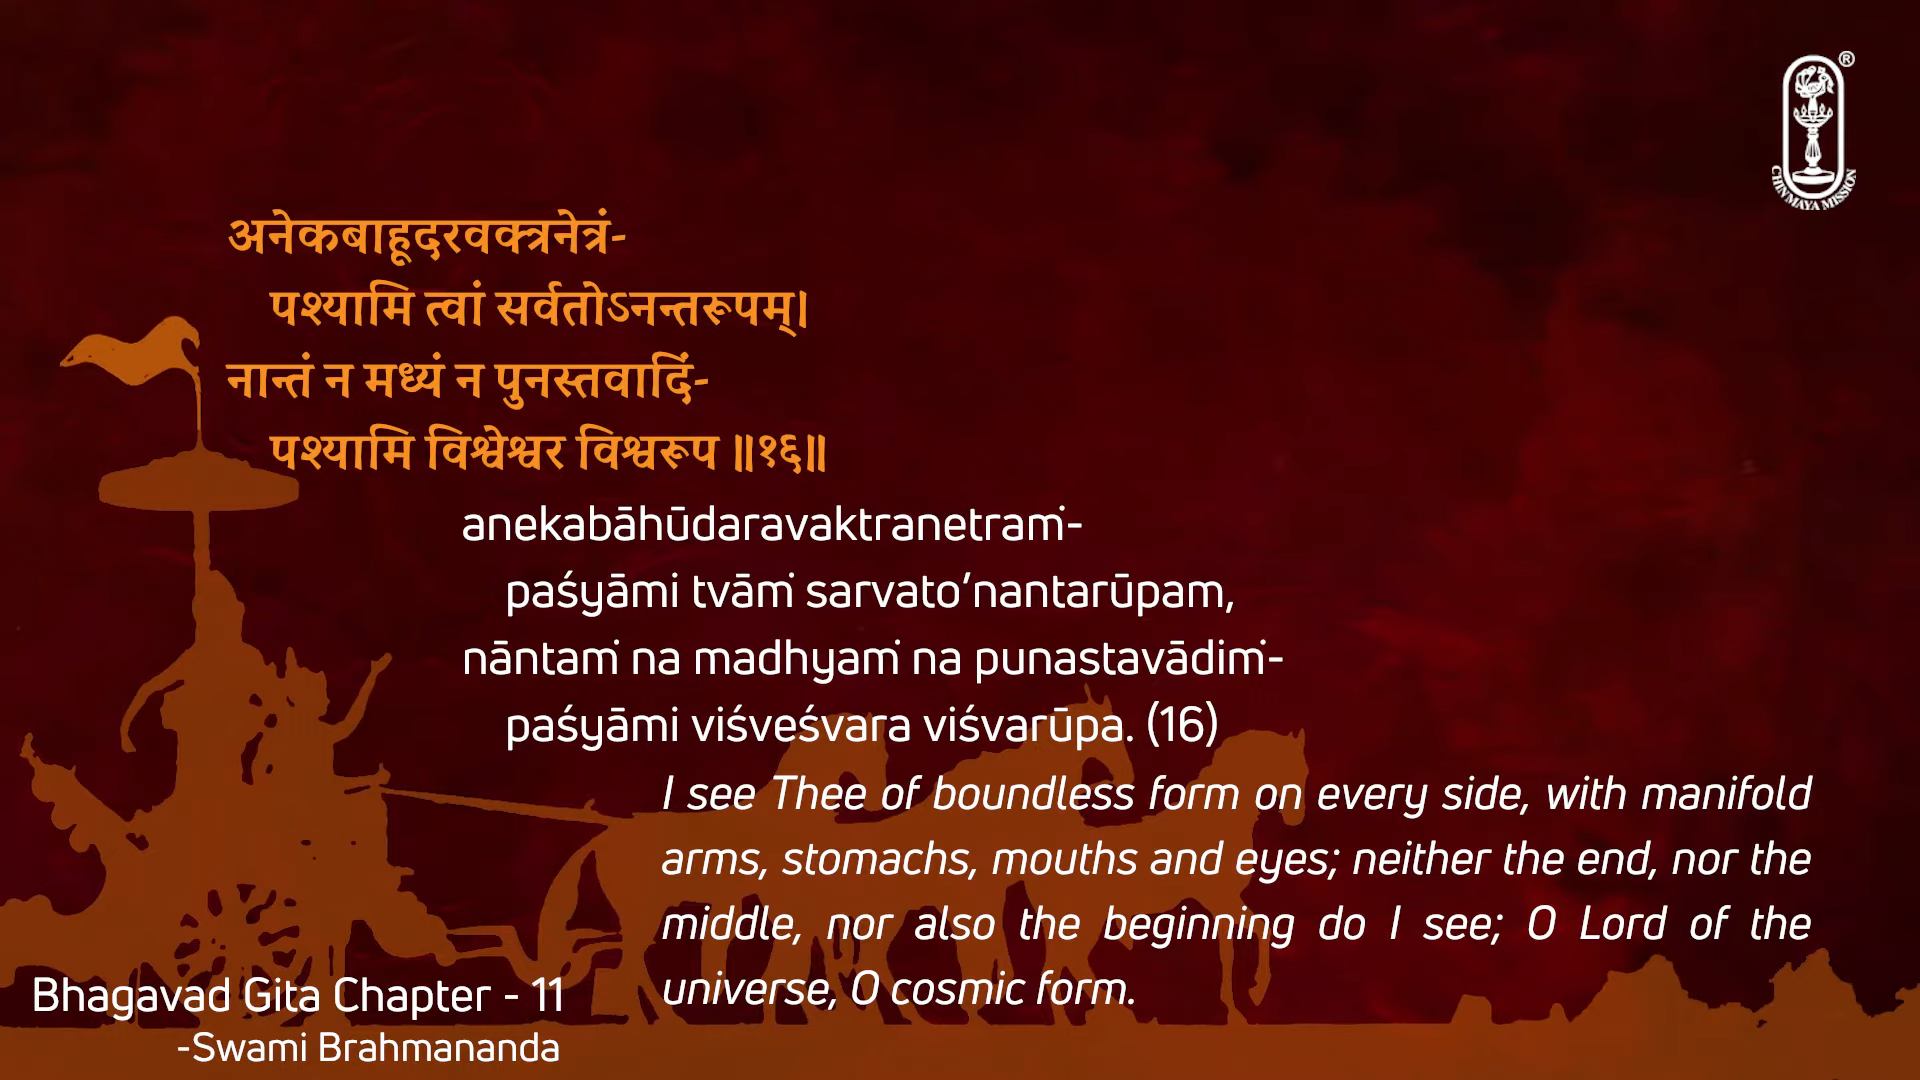 ®
CHINMAYA MISSION
अनेकबाहूदरवक्त्रनेत्रं-
पश्यामि त्वां सर्वतोऽनन्तरूपम्।
नान्तं न मध्यं न पुनस्तवादिं-
पश्यामि विश्वेश्वर विश्वरूप ॥१६॥
anekabāhūdaravaktranetraṁ-
paśyāmi tvāṁ sarvato’nantarūpam,
nāntaṁ na madhyaṁ na punastavādiṁ-
paśyāmi viśveśvara viśvarūpa. (16)
I see Thee of boundless form on every side, with manifold
arms, stomachs, mouths and eyes; neither the end, nor the
middle, nor also the beginning do I see; O Lord of the
universe, O cosmic form.
Bhagavad Gita Chapter - 11
-Swami Brahmananda